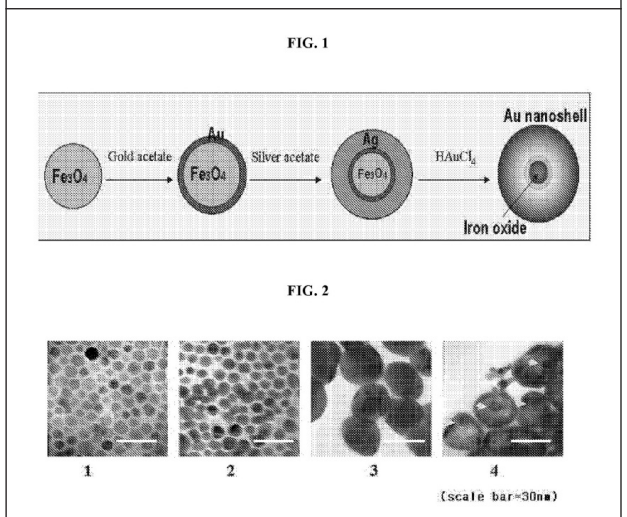 FIG. 1
Fe3O4
Gold acetate
Au
Fe3O4
Silver acetate
Ag
Fe3O4
HAuCl4
Au nanoshell
Iron oxide
FIG. 2
1 2 3 4
(scale bar=30nm)